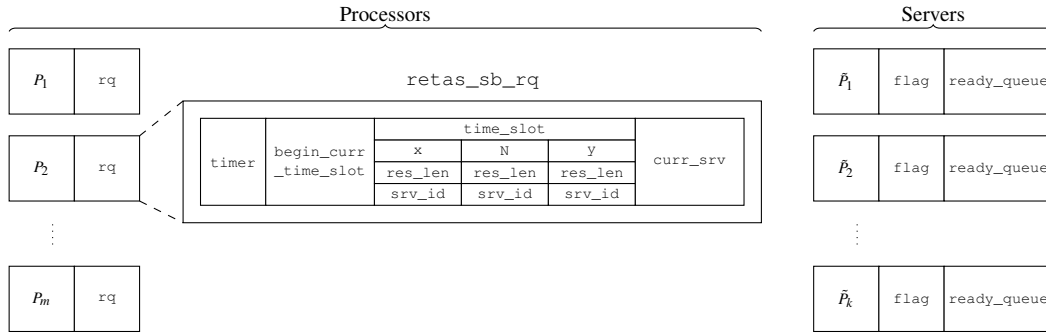 Processors Servers
P1 rq P̃1 flag ready_queue
retas_sb_rq
P2 rq P̃2 flag ready_queue
timer begin_curr _time_slot time_slot curr_srv
x N y
res_len res_len res_len
srv_id srv_id srv_id
Pm rq P̃k flag ready_queue